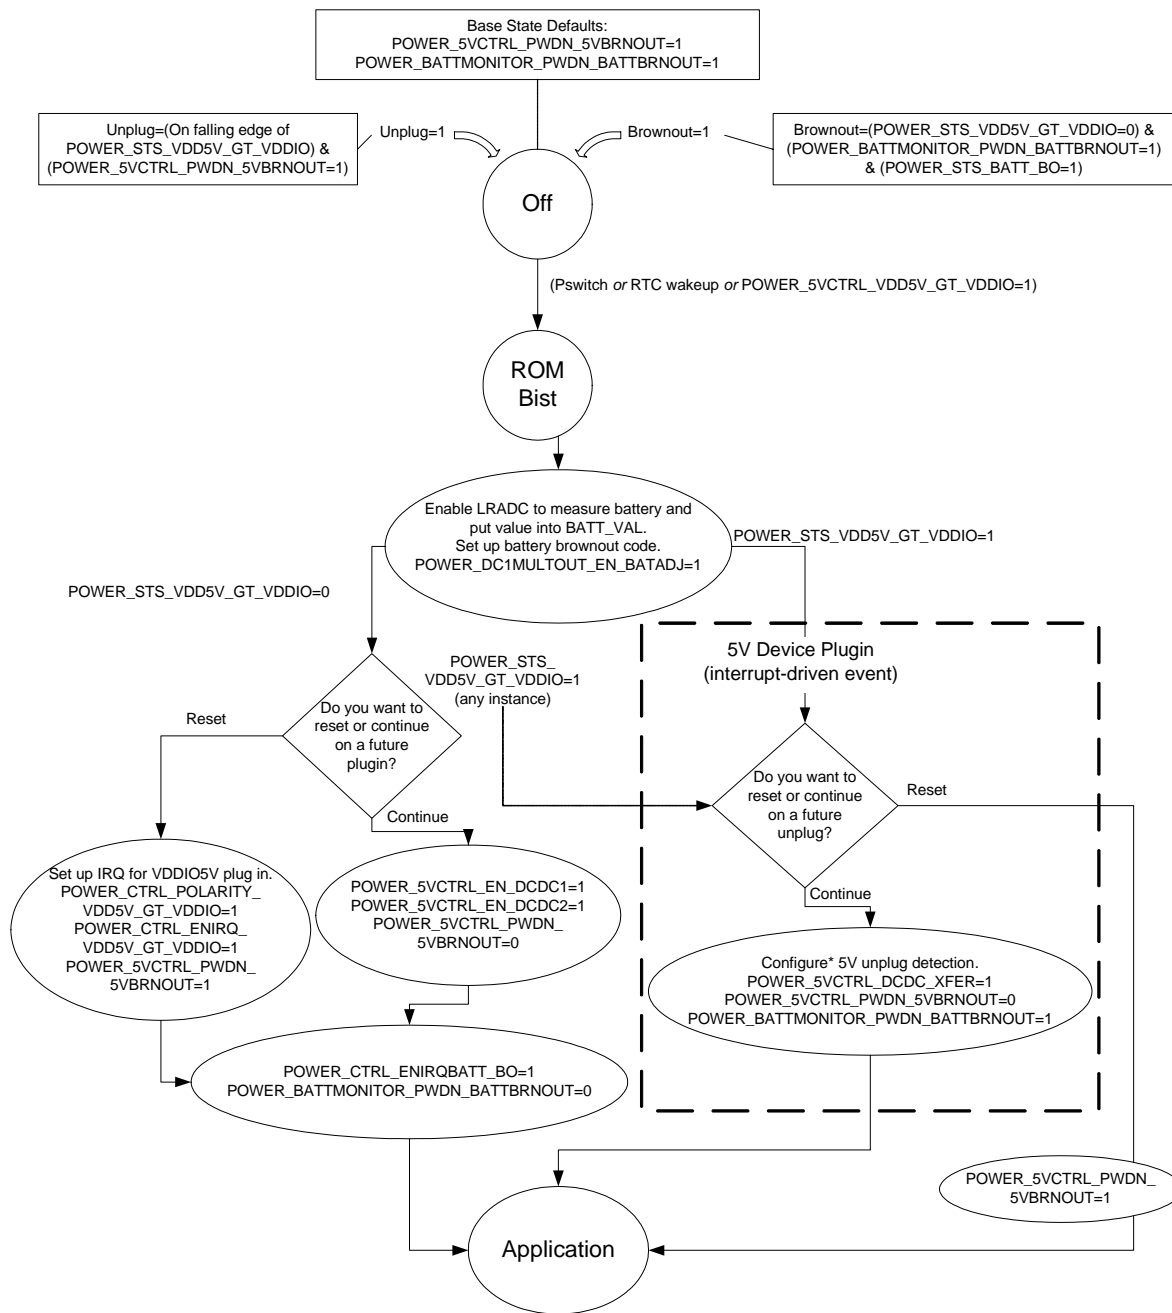 Base State Defaults:
POWER_5VCTRL_PWDN_5VBRNOUT=1
POWER_BATTMONITOR_PWDN_BATTBRNOUT=1
Unplug=(On falling edge of
POWER_STS_VDD5V_GT_VDDIO) &
(POWER_5VCTRL_PWDN_5VBRNOUT=1)
Unplug=1
Brownout=1
Brownout=(POWER_STS_VDD5V_GT_VDDIO=0) &
(POWER_BATTMONITOR_PWDN_BATTBRNOUT=1)
& (POWER_STS_BATT_BO=1)
Off
(Pswitch or RTC wakeup or POWER_5VCTRL_VDD5V_GT_VDDIO=1)
ROM
Bist
Enable LRADC to measure battery and
put value into BATT_VAL.
Set up battery brownout code.
POWER_DC1MULTOUT_EN_BATADJ=1
POWER_STS_VDD5V_GT_VDDIO=1
POWER_STS_VDD5V_GT_VDDIO=0
5V Device Plugin
(interrupt-driven event)
POWER_STS_
VDD5V_GT_VDDIO=1
(any instance)
Do you want to
reset or continue
on a future
plugin?
Reset
Continue
Do you want to
reset or continue
on a future
unplug?
Reset
Continue
Set up IRQ for VDDIO5V plug in.
POWER_CTRL_POLARITY_
VDD5V_GT_VDDIO=1
POWER_CTRL_ENIRQ_
VDD5V_GT_VDDIO=1
POWER_5VCTRL_PWDN_
5VBRNOUT=1
POWER_5VCTRL_EN_DCDC1=1
POWER_5VCTRL_EN_DCDC2=1
POWER_5VCTRL_PWDN_
5VBRNOUT=0
Configure* 5V unplug detection.
POWER_5VCTRL_DCDC_XFER=1
POWER_5VCTRL_PWDN_5VBRNOUT=0
POWER_BATTMONITOR_PWDN_BATTBRNOUT=1
POWER_CTRL_ENIRQBATT_BO=1
POWER_BATTMONITOR_PWDN_BATTBRNOUT=0
POWER_5VCTRL_PWDN_
5VBRNOUT=1
Application